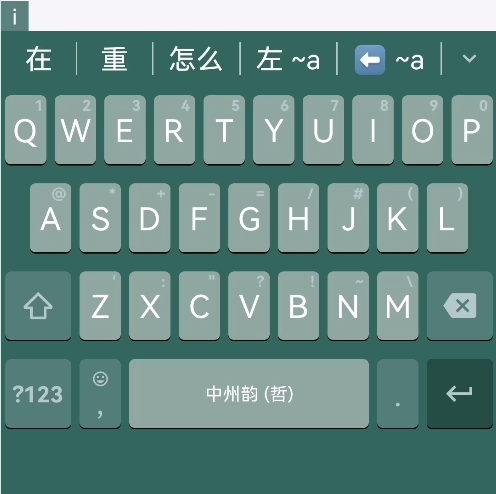 i
在 重 怎么 左 ~a ⬅️ ~a
1 2 3 4 5 6 7 8 9 0
Q W E R T Y U I O P
@ * + - = / # ( )
A S D F G H J K L
' : " ? ! ~ \
Z X C V B N M
?123 , 中州韵 (哲) .